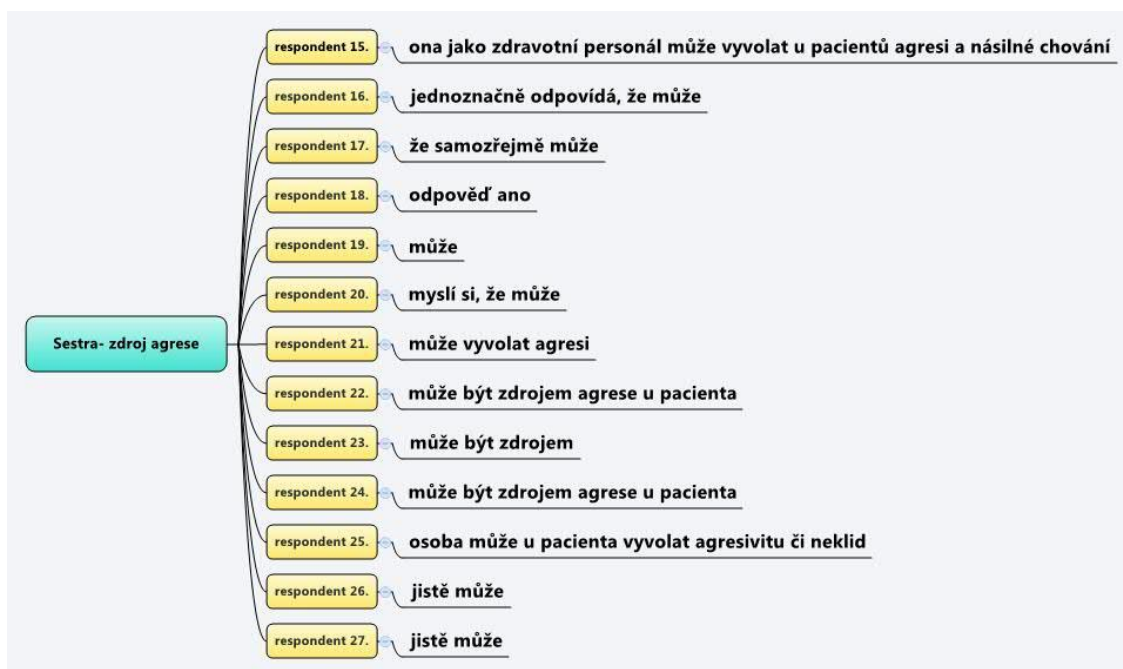 respondent 15. ona jako zdravotní personál může vyvolat u pacientů agresi a násilné chování
respondent 16. jednoznačně odpovídá, že může
respondent 17. že samozřejmě může
respondent 18. odpověď ano
respondent 19. může
respondent 20. myslí si, že může
Sestra- zdroj agrese
respondent 21. může vyvolat agresi
respondent 22. může být zdrojem agrese u pacienta
respondent 23. může být zdrojem
respondent 24. může být zdrojem agrese u pacienta
respondent 25. osoba může u pacienta vyvolat agresivitu či neklid
respondent 26. jistě může
respondent 27. jistě může